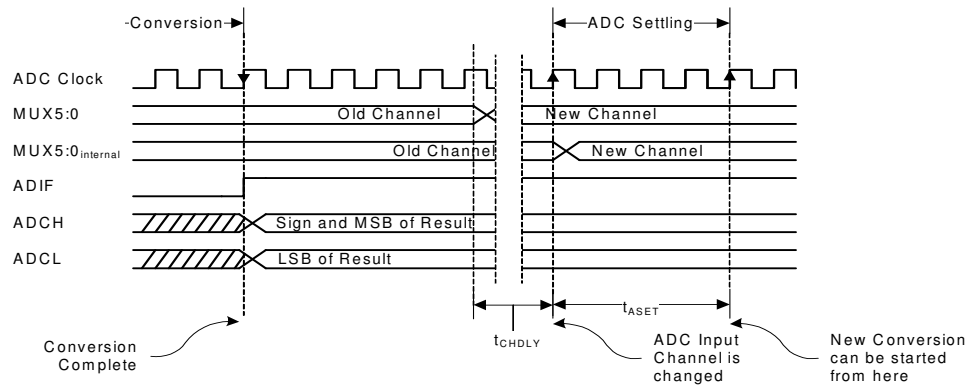 Conversion
ADC Settling
ADC Clock
MUX5:0
Old Channel
New Channel
MUX5:0internal
Old Channel
New Channel
ADIF
ADCH
Sign and MSB of Result
ADCL
LSB of Result
tCHDLY
tASET
Conversion
Complete
ADC Input
Channel is
changed
New Conversion
can be started
from here